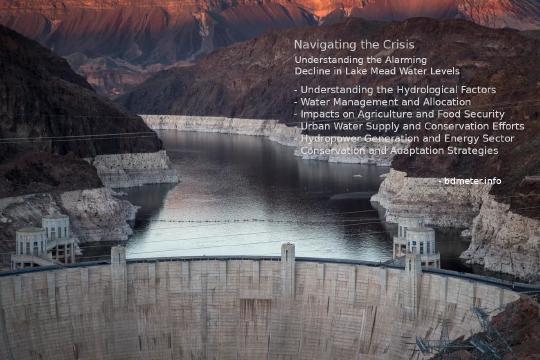 Navigating the Crisis
Understanding the Alarming
Decline in Lake Mead Water Levels
- Understanding the Hydrological Factors
- Water Management and Allocation
- Impacts on Agriculture and Food Security
- Urban Water Supply and Conservation Efforts
- Hydropower Generation and Energy Sector
- Conservation and Adaptation Strategies
- bdmeter.info